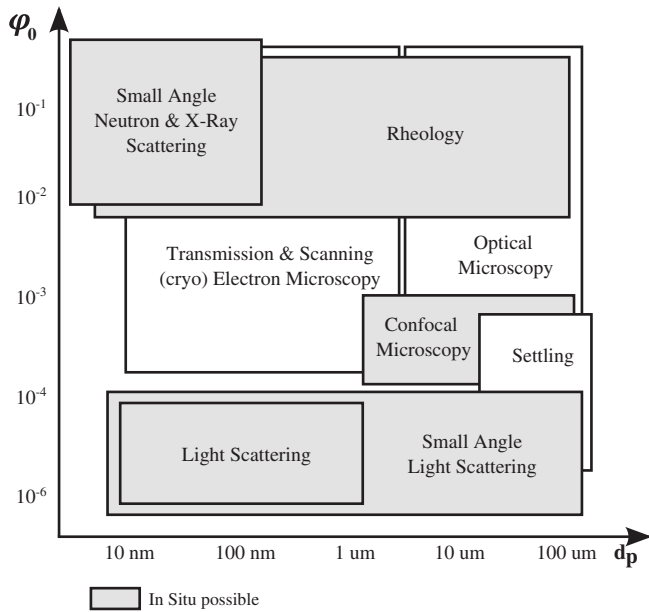 φ₀
10⁻¹
10⁻²
10⁻³
10⁻⁴
10⁻⁶
Small Angle
Neutron & X-Ray
Scattering
Rheology
Transmission & Scanning
(cryo) Electron Microscopy
Optical
Microscopy
Confocal
Microscopy
Settling
Light Scattering
Small Angle
Light Scattering
10 nm 100 nm 1 um 10 um 100 um dₚ
In Situ possible